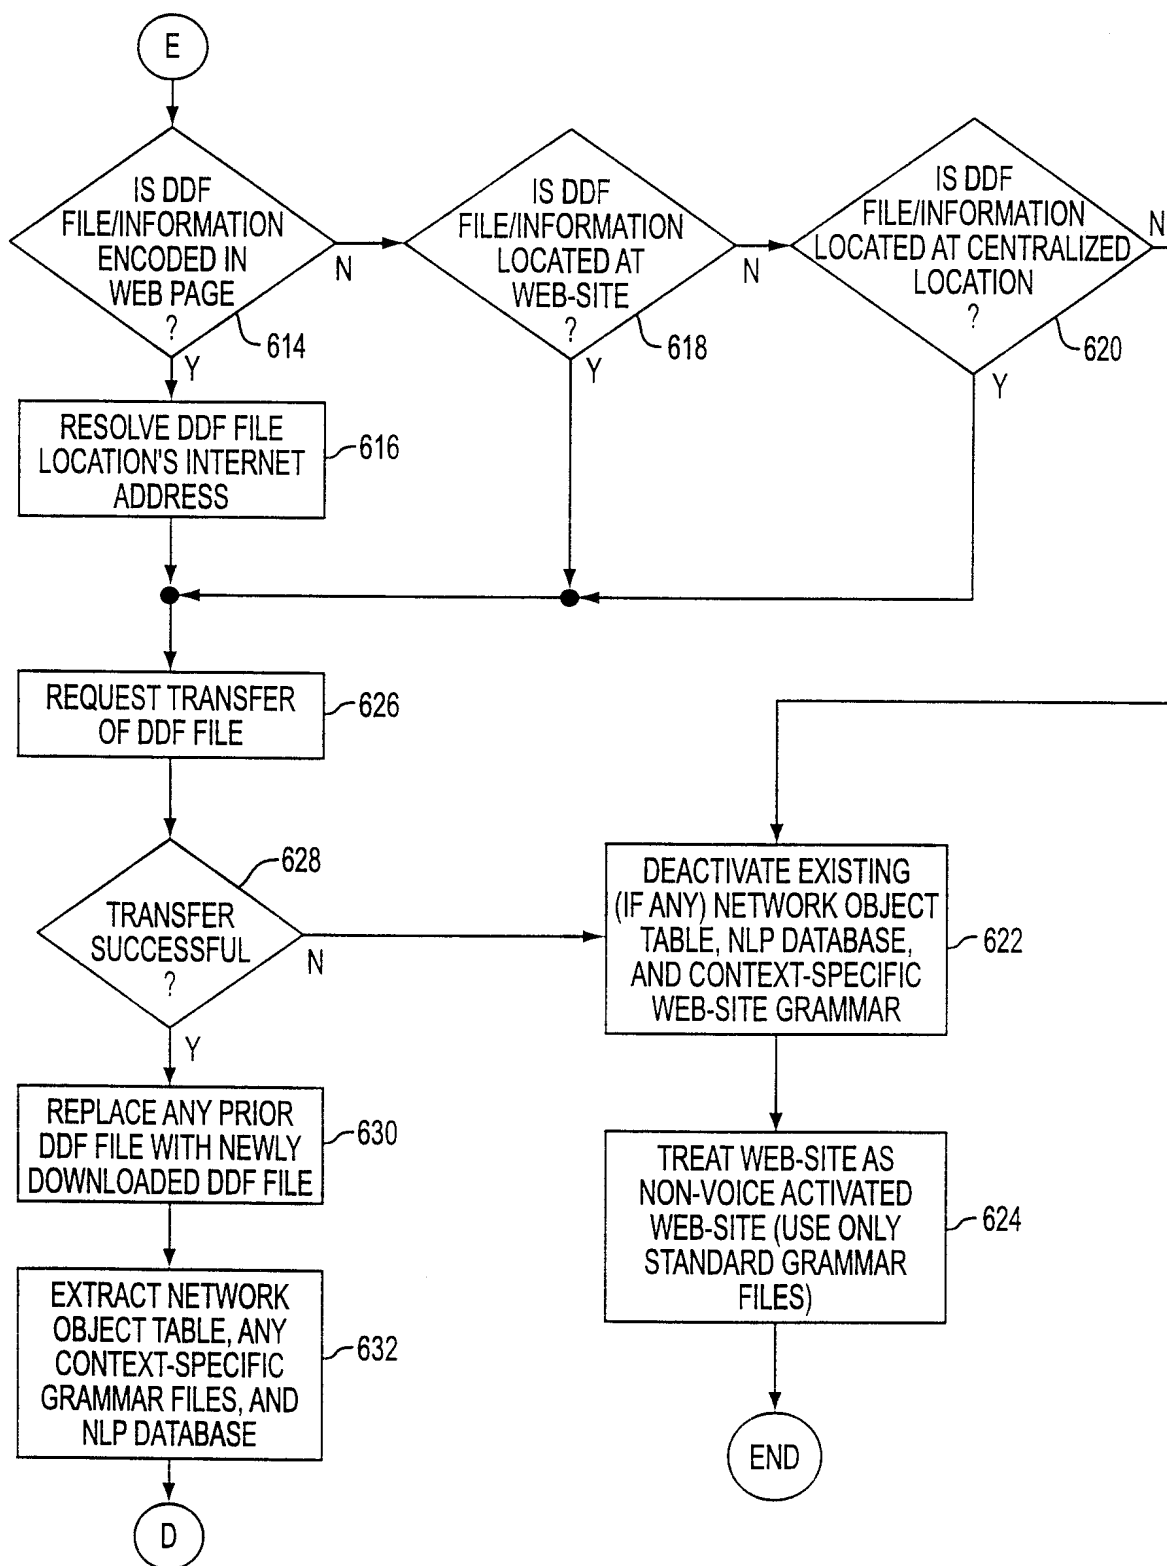 E
IS DDF
FILE/INFORMATION
ENCODED IN
WEB PAGE
?
614
N
Y
IS DDF
FILE/INFORMATION
LOCATED AT
WEB-SITE
?
618
N
Y
IS DDF
FILE/INFORMATION
LOCATED AT CENTRALIZED
LOCATION
?
620
N
Y
RESOLVE DDF FILE
LOCATION'S INTERNET
ADDRESS
616
REQUEST TRANSFER
OF DDF FILE
626
TRANSFER
SUCCESSFUL
?
628
N
Y
DEACTIVATE EXISTING
(IF ANY) NETWORK OBJECT
TABLE, NLP DATABASE,
AND CONTEXT-SPECIFIC
WEB-SITE GRAMMAR
622
REPLACE ANY PRIOR
DDF FILE WITH NEWLY
DOWNLOADED DDF FILE
630
TREAT WEB-SITE AS
NON-VOICE ACTIVATED
WEB-SITE (USE ONLY
STANDARD GRAMMAR
FILES)
624
EXTRACT NETWORK
OBJECT TABLE, ANY
CONTEXT-SPECIFIC
GRAMMAR FILES, AND
NLP DATABASE
632
END
D